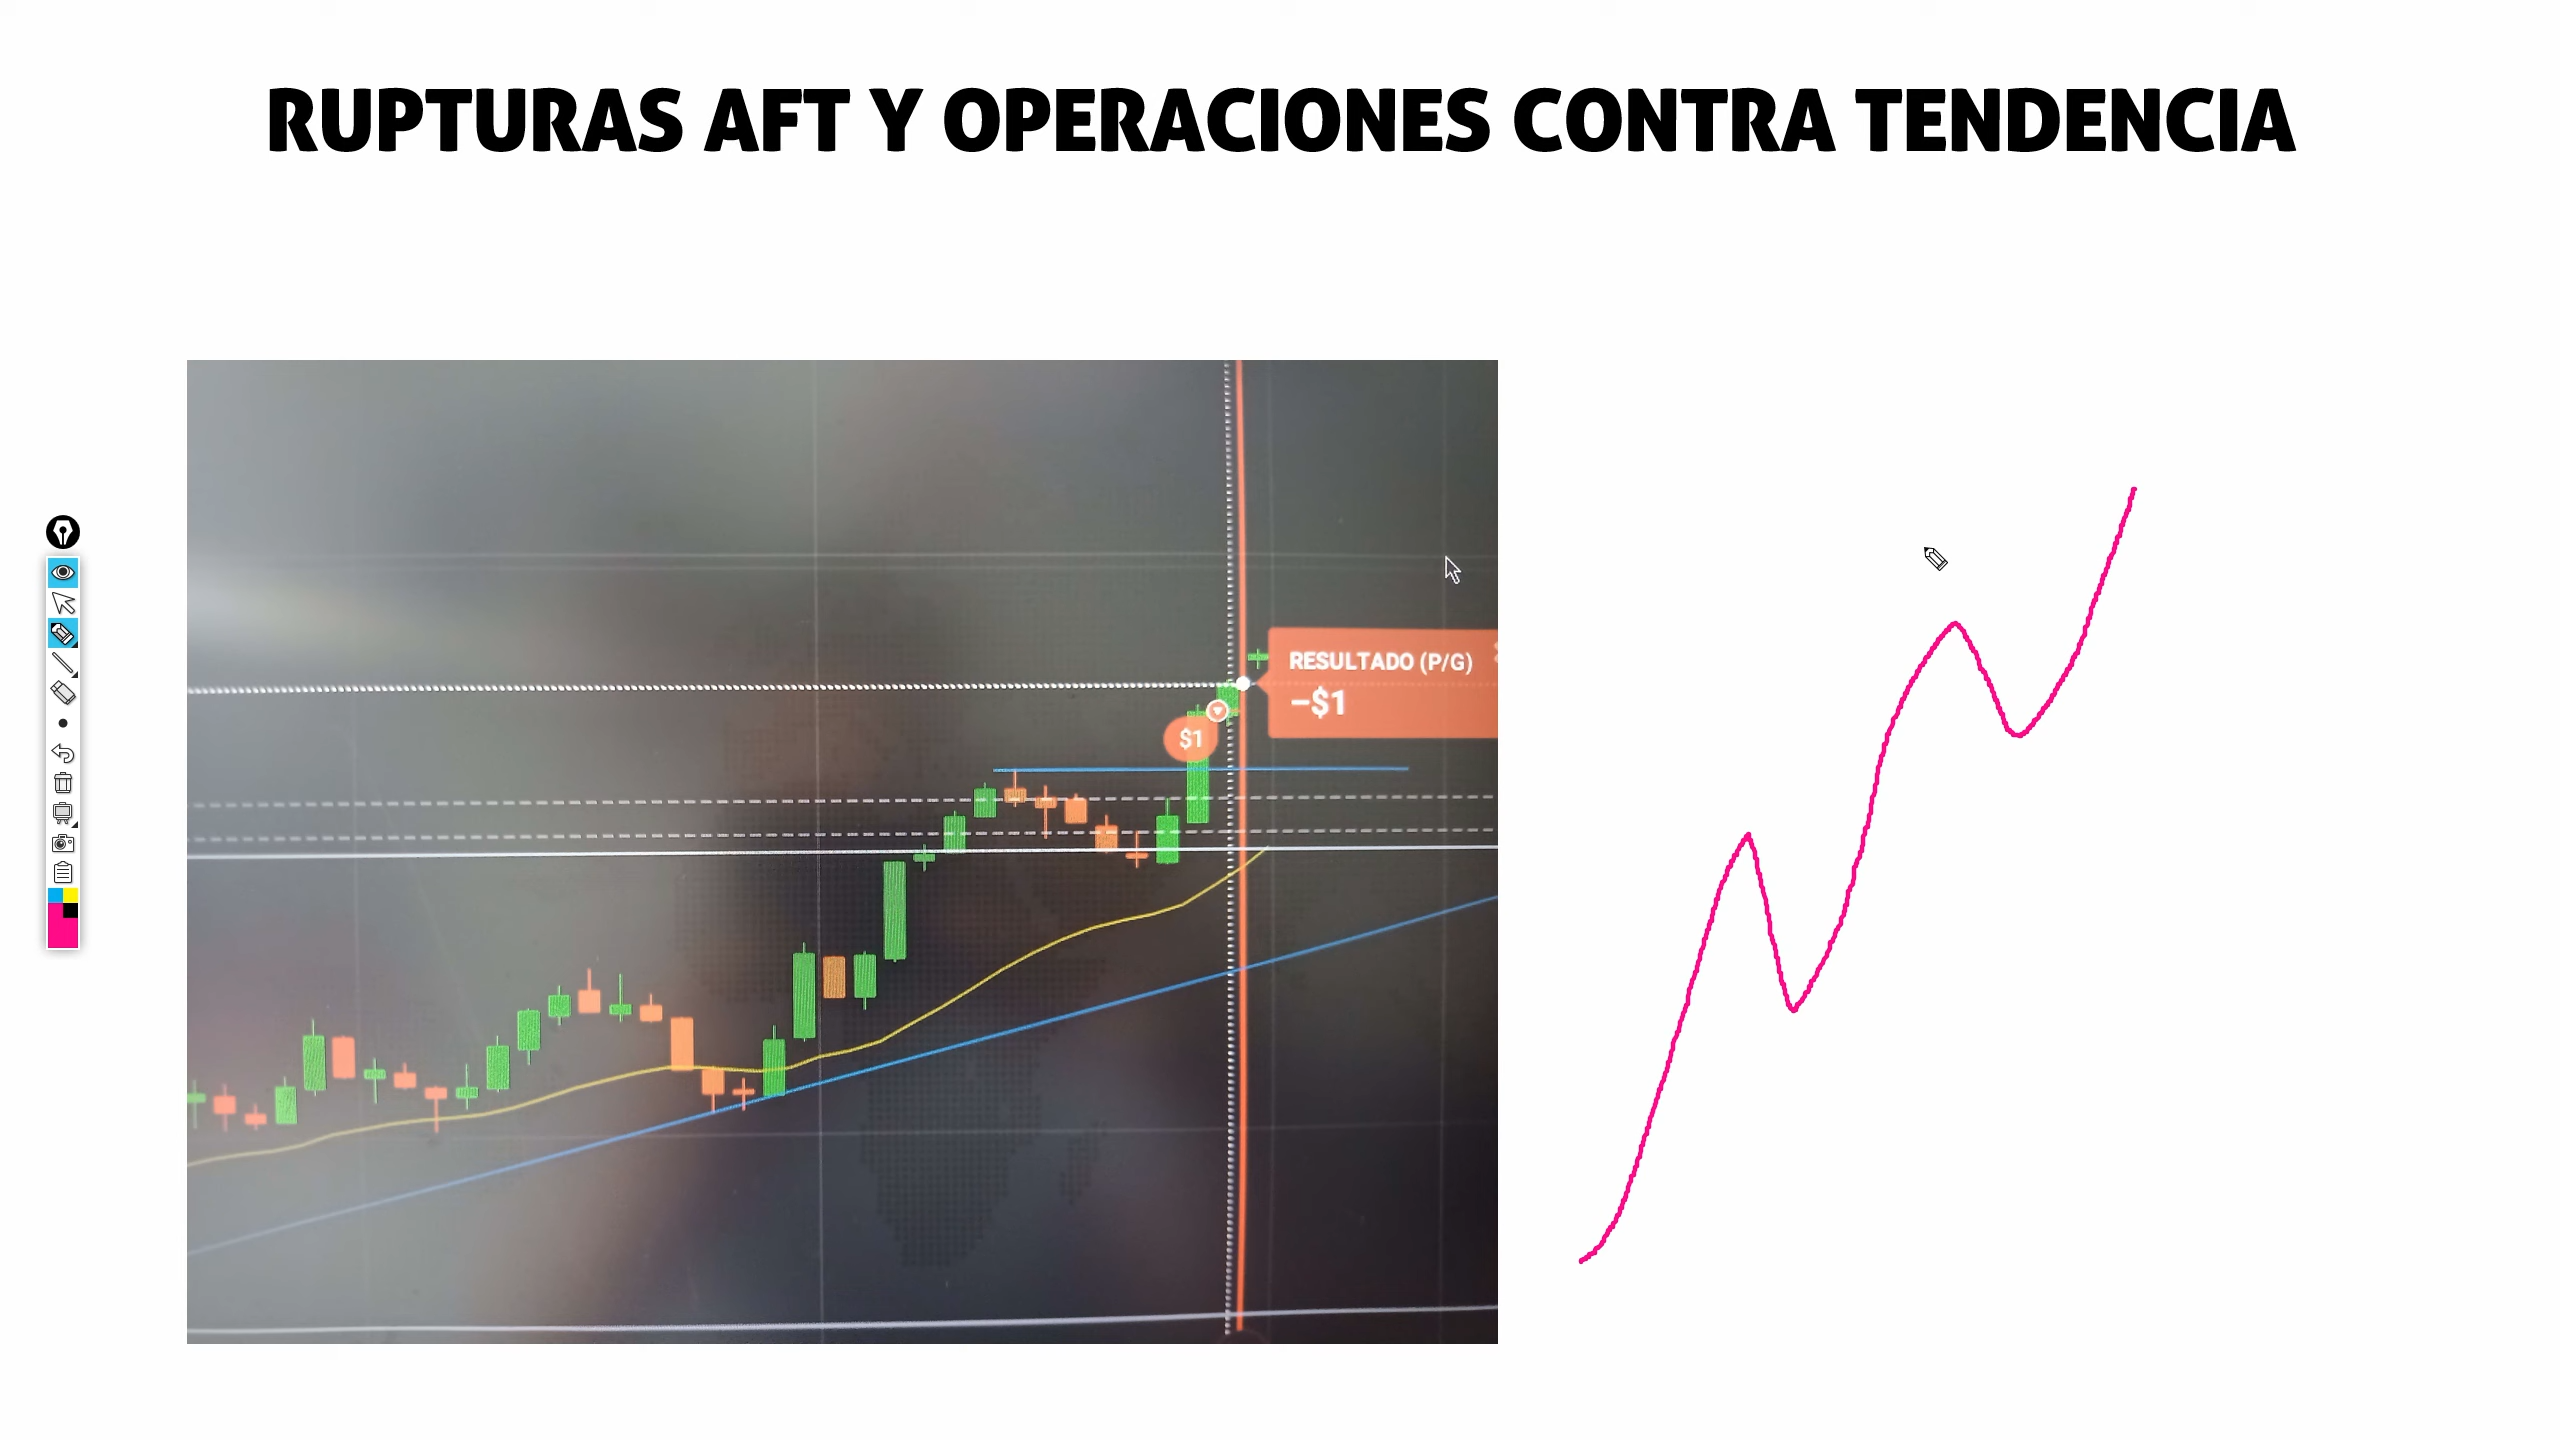 RUPTURAS AFT Y OPERACIONES CONTRA TENDENCIA
RESULTADO (P/G)
–$1
$1